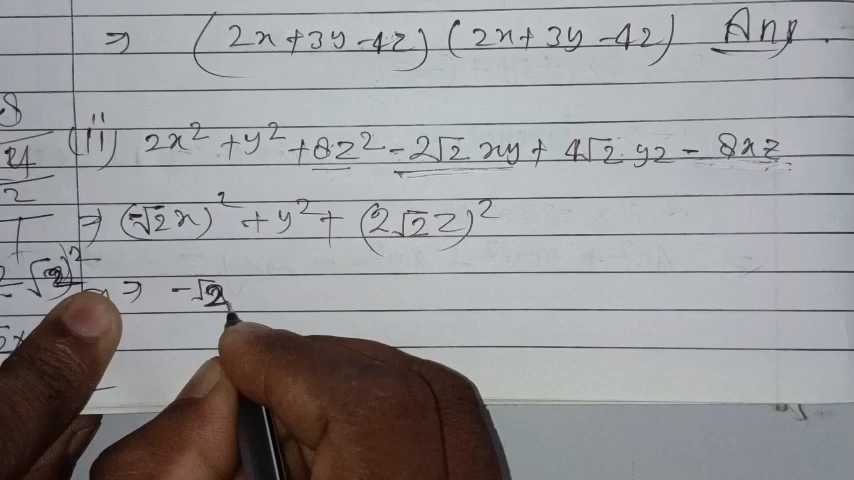 ⇒ (2x+3y-4z) (2x+3y-4z) Ans.
(ii) 2x² + y² + 8z² - 2√2 xy + 4√2 yz - 8xz
⇒ (-√2x)² + y² + (2√2z)²
⇒ -√2